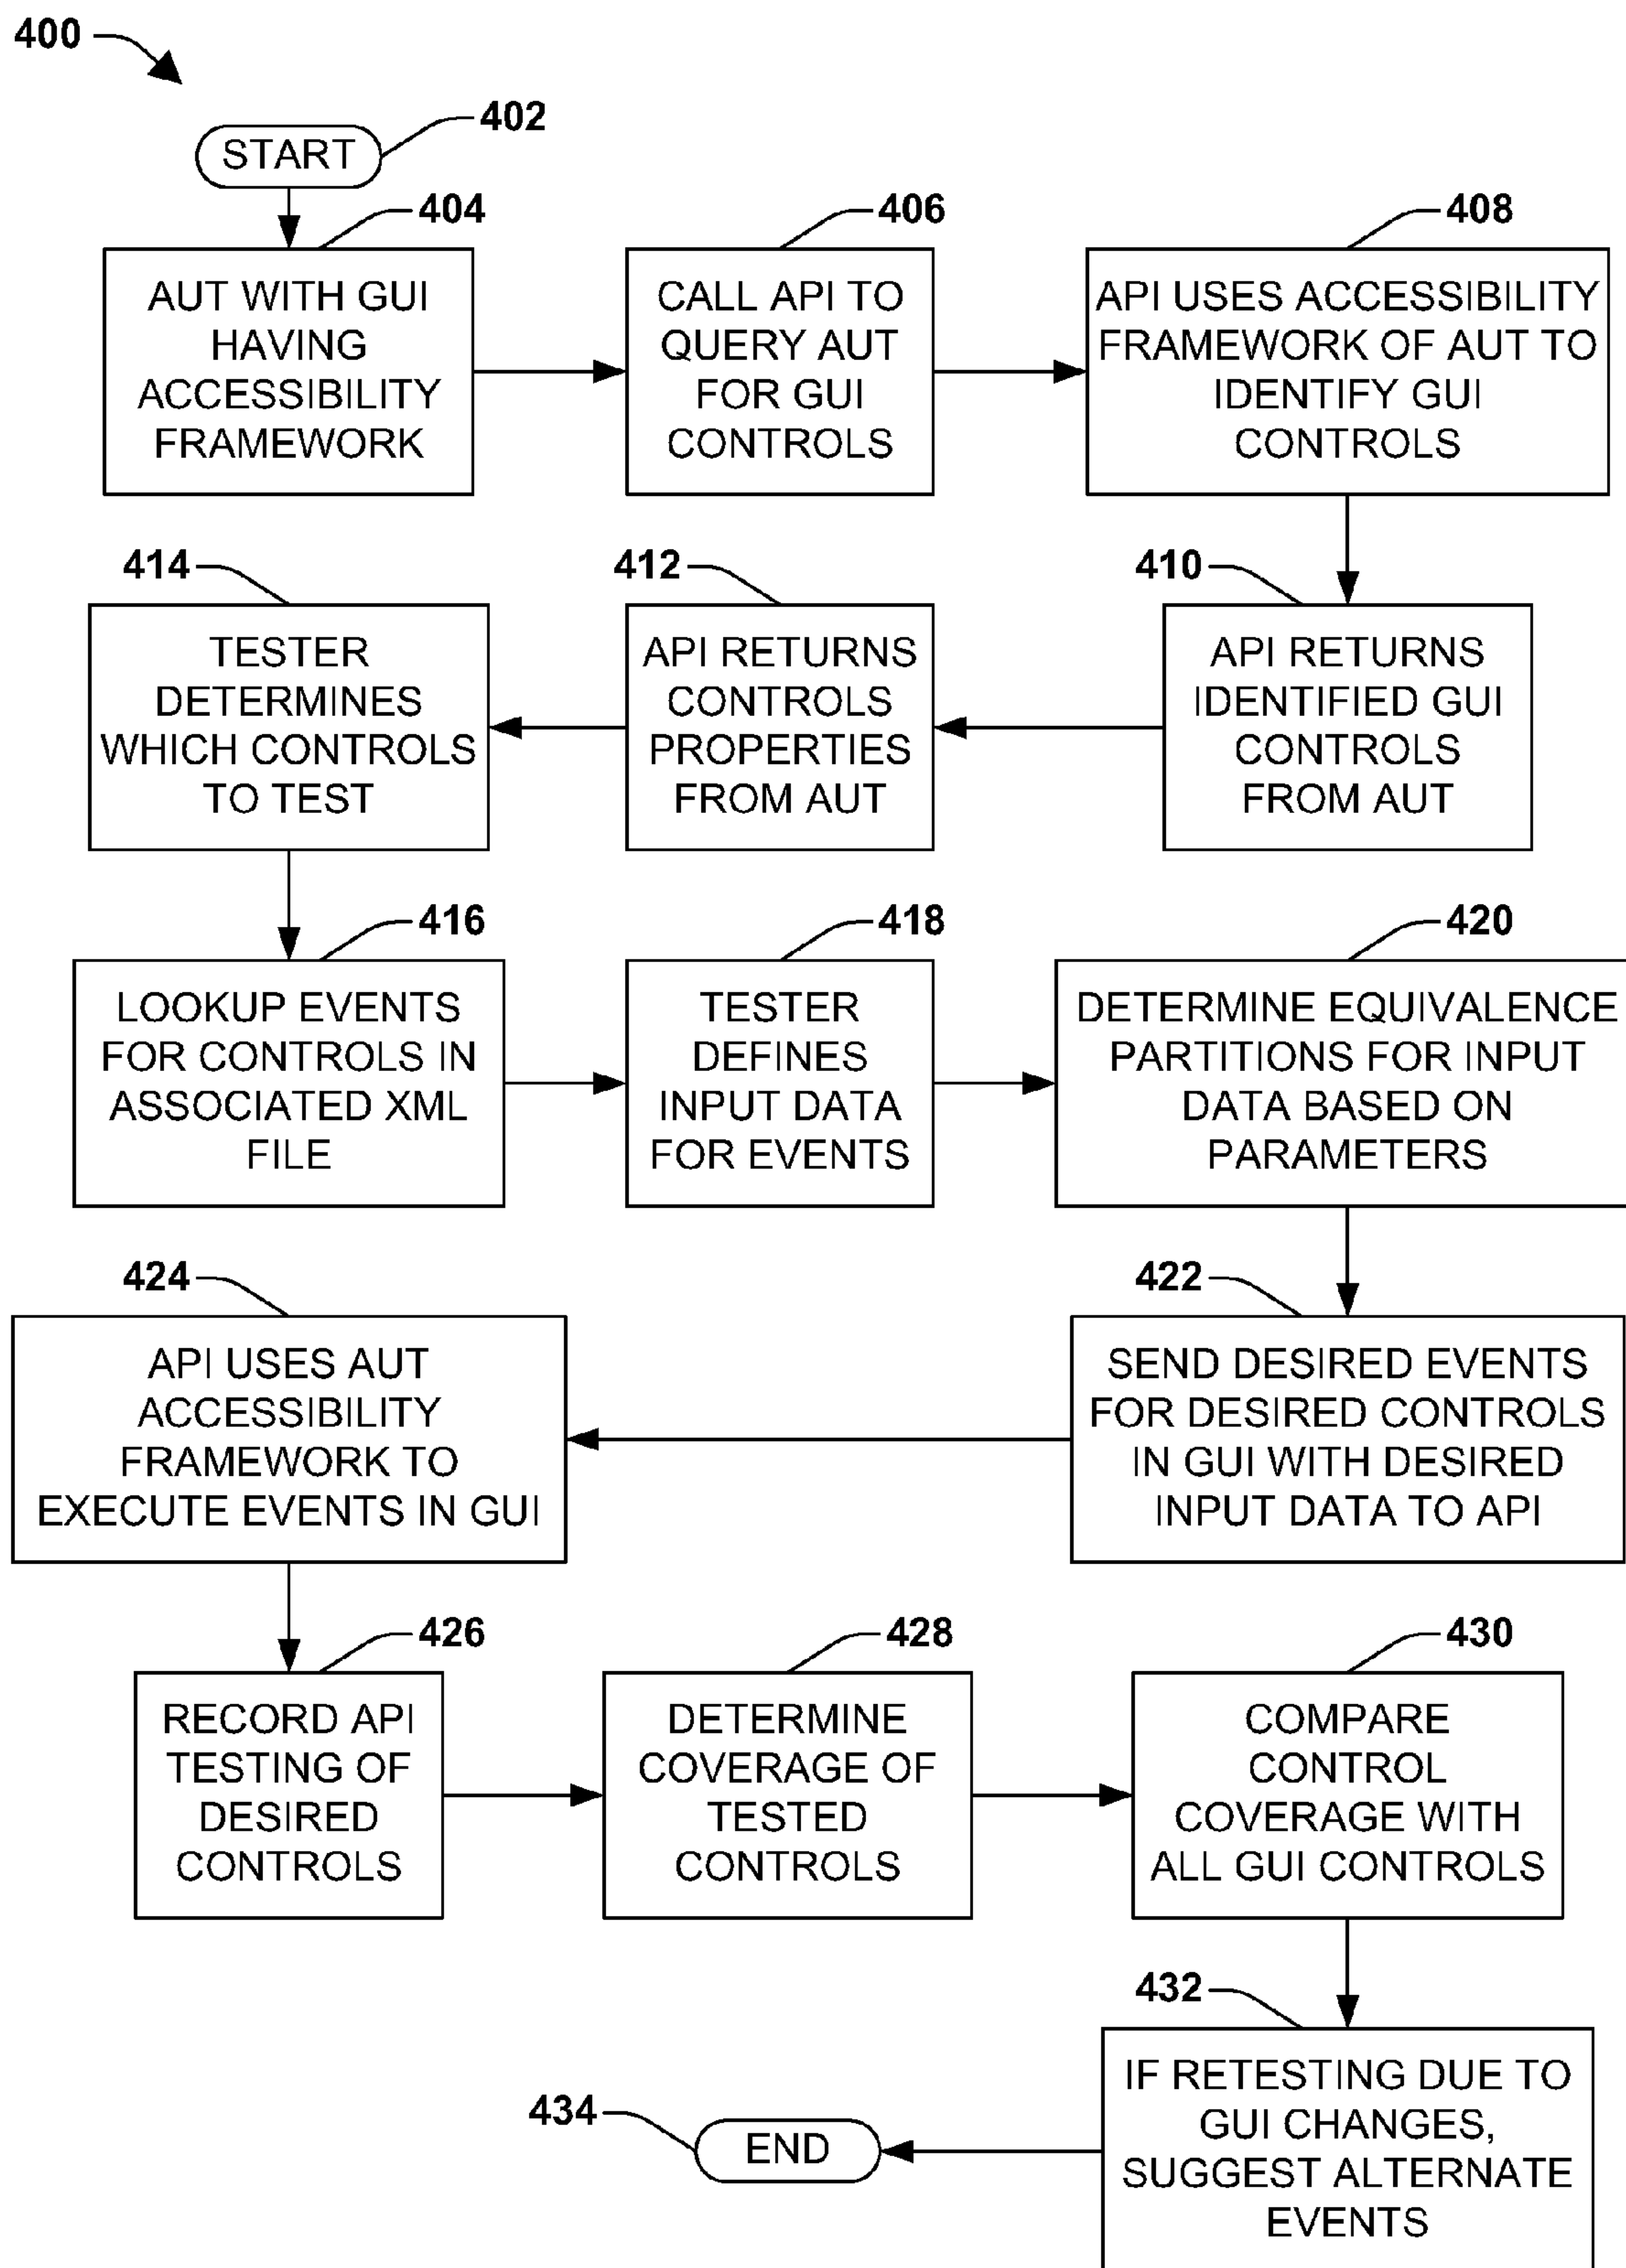 400
402
START
404
AUT WITH GUI
HAVING
ACCESSIBILITY
FRAMEWORK
406
CALL API TO
QUERY AUT
FOR GUI
CONTROLS
408
API USES ACCESSIBILITY
FRAMEWORK OF AUT TO
IDENTIFY GUI
CONTROLS
410
API RETURNS
IDENTIFIED GUI
CONTROLS
FROM AUT
412
API RETURNS
CONTROLS
PROPERTIES
FROM AUT
414
TESTER
DETERMINES
WHICH CONTROLS
TO TEST
416
LOOKUP EVENTS
FOR CONTROLS IN
ASSOCIATED XML
FILE
418
TESTER
DEFINES
INPUT DATA
FOR EVENTS
420
DETERMINE EQUIVALENCE
PARTITIONS FOR INPUT
DATA BASED ON
PARAMETERS
422
SEND DESIRED EVENTS
FOR DESIRED CONTROLS
IN GUI WITH DESIRED
INPUT DATA TO API
424
API USES AUT
ACCESSIBILITY
FRAMEWORK TO
EXECUTE EVENTS IN GUI
426
RECORD API
TESTING OF
DESIRED
CONTROLS
428
DETERMINE
COVERAGE OF
TESTED
CONTROLS
430
COMPARE
CONTROL
COVERAGE WITH
ALL GUI CONTROLS
432
IF RETESTING DUE TO
GUI CHANGES,
SUGGEST ALTERNATE
EVENTS
434
END